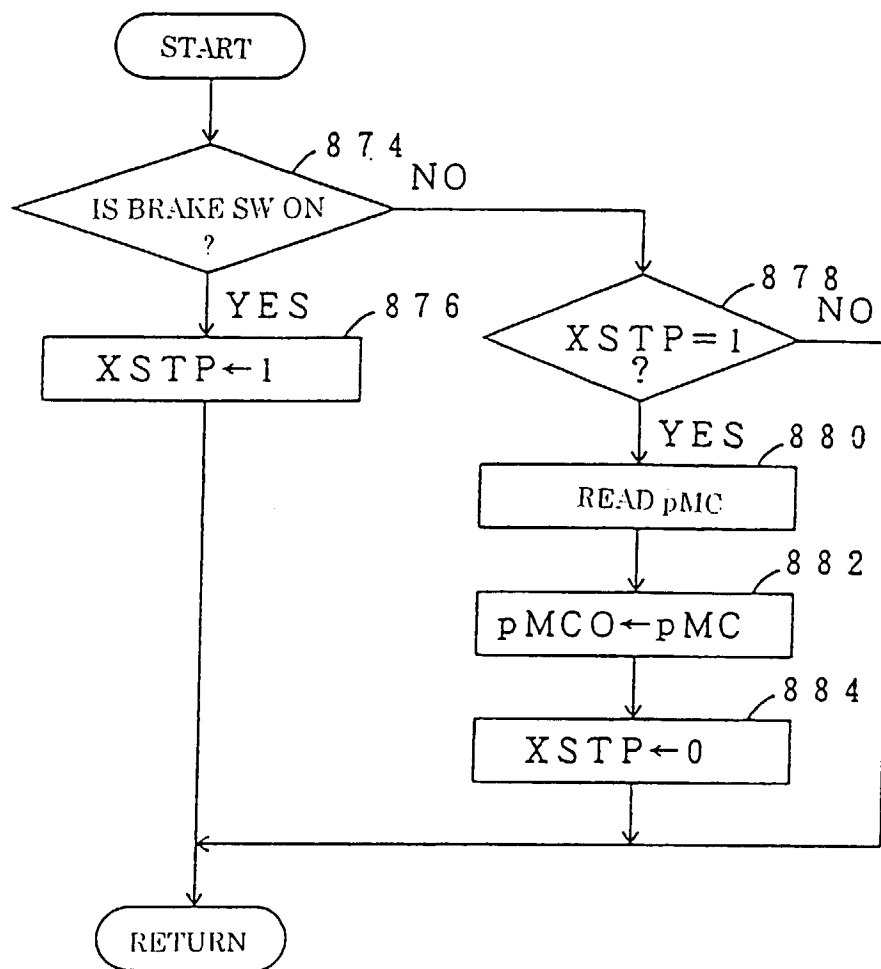 START
874
NO
IS BRAKE SW ON
?
YES
876
XSTP←1
878
NO
XSTP=1
?
YES
880
READ pMC
882
pMCO←pMC
884
XSTP←0
RETURN